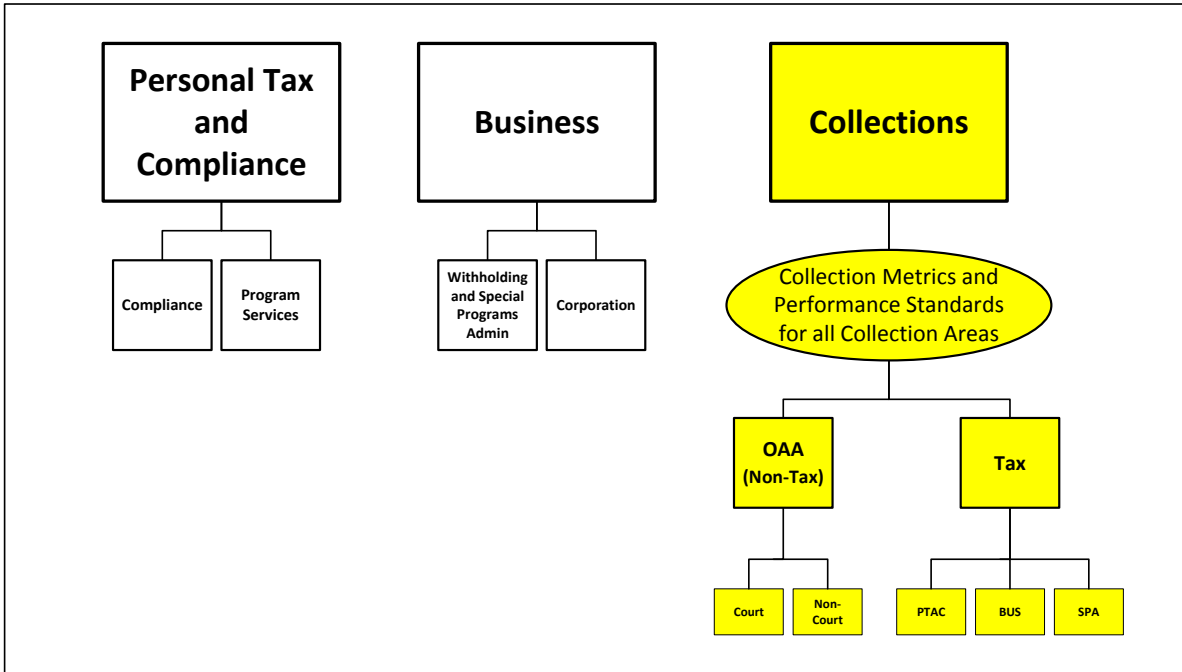 Personal Tax
and
Compliance
Business
Collections
Compliance
Program
Services
Withholding
and Special
Programs
Admin
Corporation
Collection Metrics and
Performance Standards
for all Collection Areas
OAA
(Non-Tax)
Tax
Court
Non-
Court
PTAC
BUS
SPA